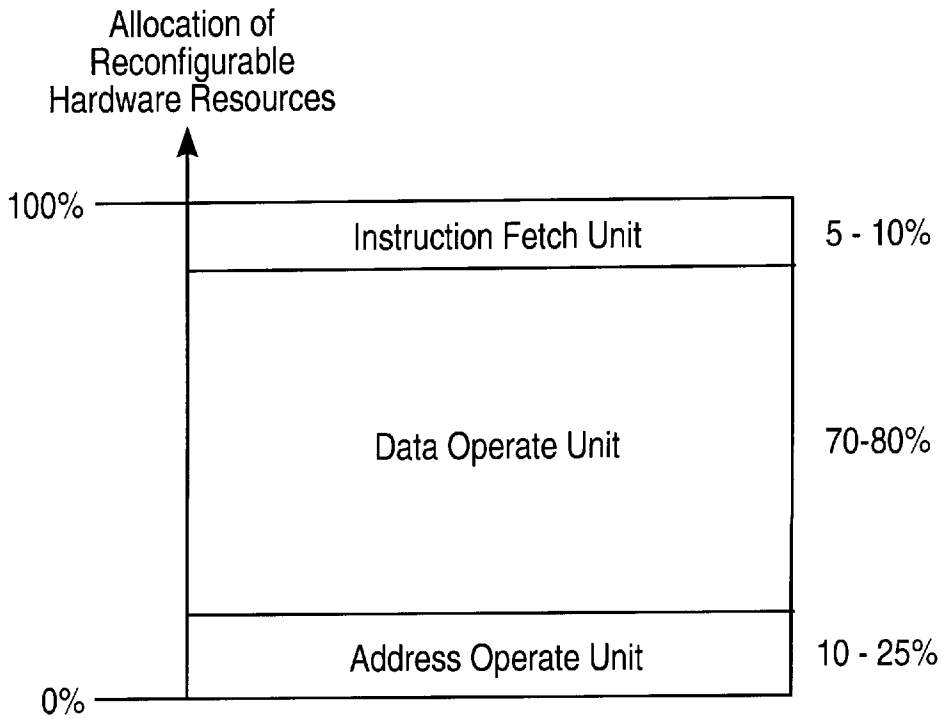 Allocation of
Reconfigurable
Hardware Resources
100%
Instruction Fetch Unit
5 - 10%
Data Operate Unit
70-80%
Address Operate Unit
10 - 25%
0%